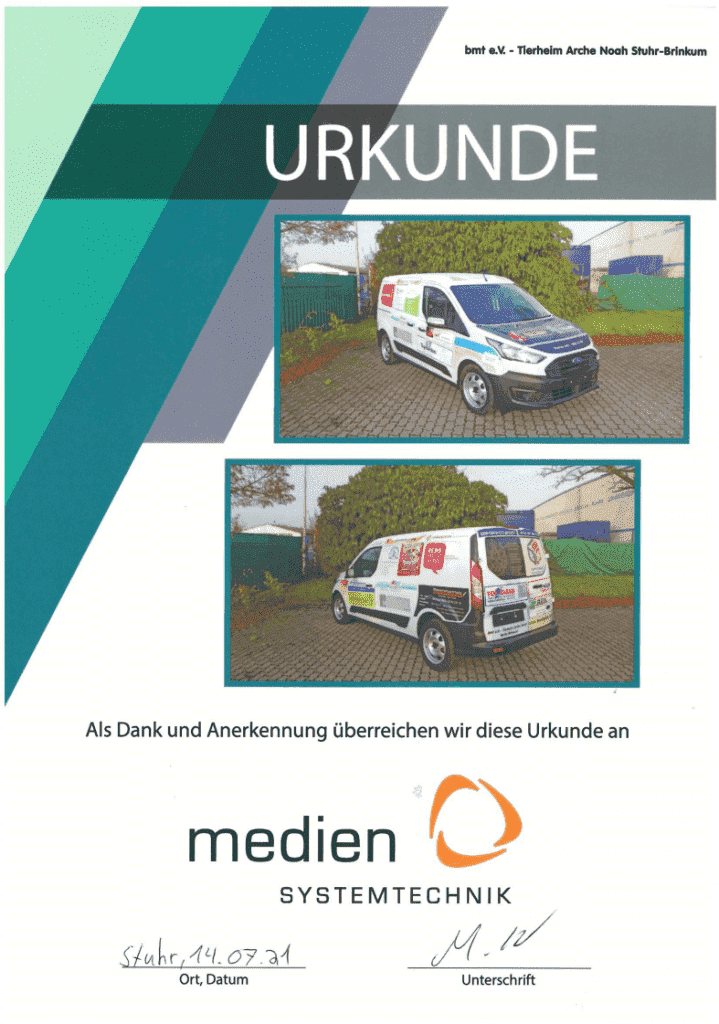 bmt e.V. - Tierheim Arche Noah Stuhr-Brinkum
URKUNDE
Als Dank und Anerkennung überreichen wir diese Urkunde an
medien
SYSTEMTECHNIK
Stuhr, 14.07.21
Ort, Datum
Unterschrift